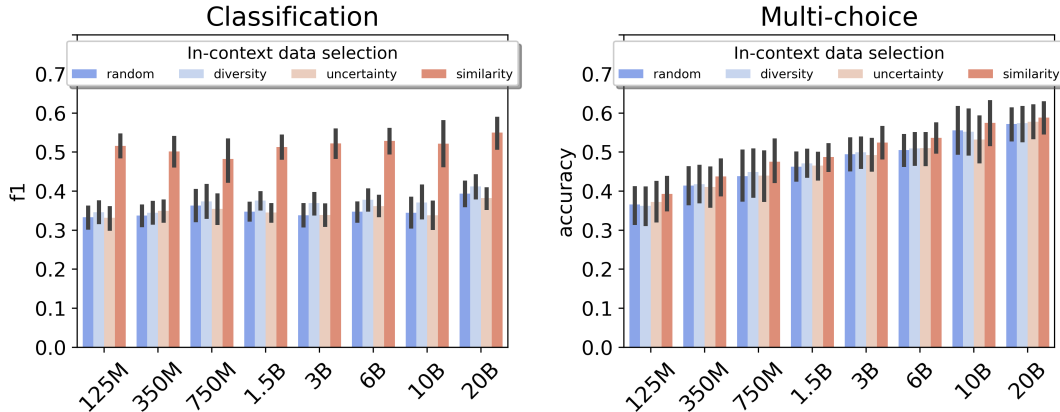 Classification
In-context data selection
random diversity uncertainty similarity
f1
0.7
0.6
0.5
0.4
0.3
0.2
0.1
0.0
125M 350M 750M 1.5B 3B 6B 10B 20B
Multi-choice
In-context data selection
random diversity uncertainty similarity
accuracy
0.7
0.6
0.5
0.4
0.3
0.2
0.1
0.0
125M 350M 750M 1.5B 3B 6B 10B 20B